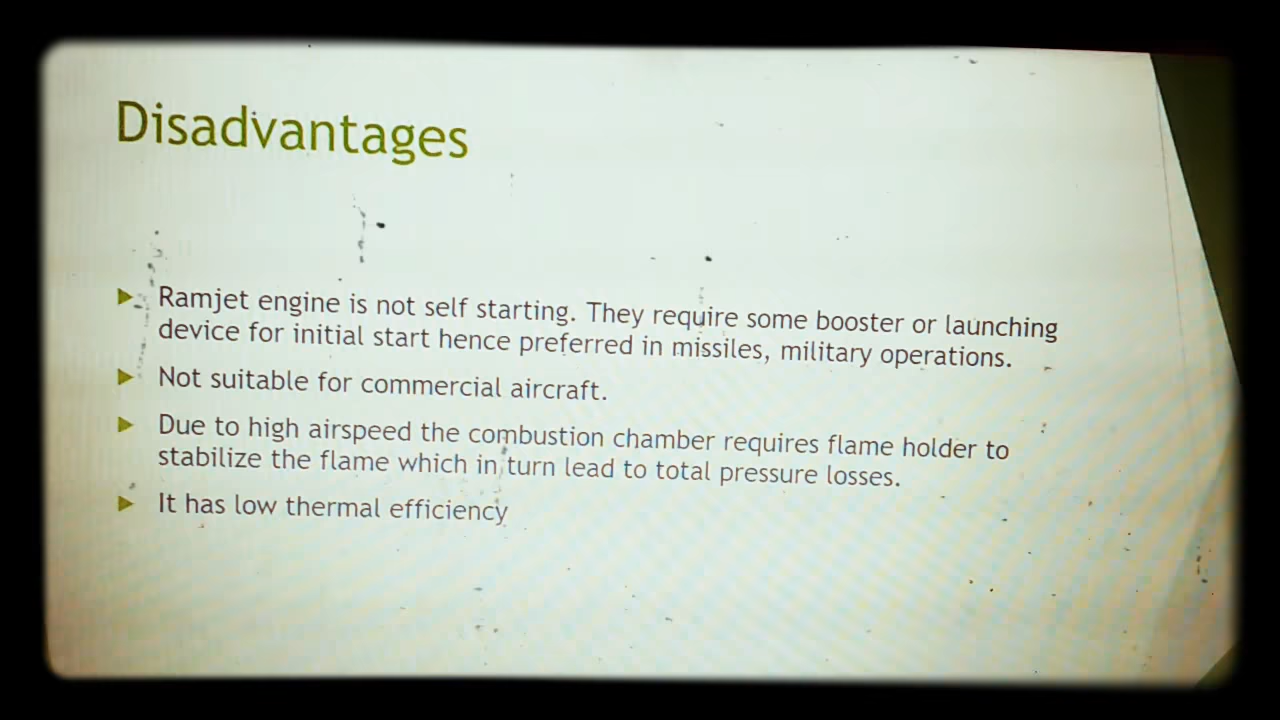 Disadvantages
Ramjet engine is not self starting. They require some booster or launching
device for initial start hence preferred in missiles, military operations.
Not suitable for commercial aircraft.
Due to high airspeed the combustion chamber requires flame holder to
stabilize the flame which in turn lead to total pressure losses.
It has low thermal efficiency